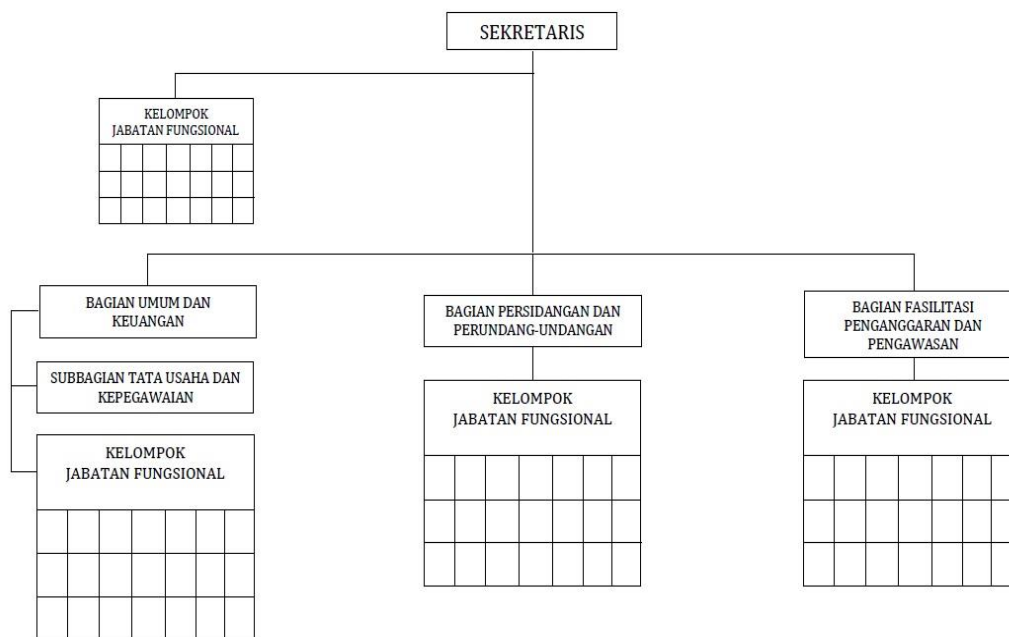 SEKRETARIS
KELOMPOK
JABATAN FUNGSIONAL
BAGIAN UMUM DAN
KEUANGAN
BAGIAN PERSIDANGAN DAN
PERUNDANG-UNDANGAN
BAGIAN FASILITASI
PENGANGGARAN DAN
PENGAWASAN
SUBBAGIAN TATA USAHA DAN
KEPEGAWAIAN
KELOMPOK
JABATAN FUNGSIONAL
KELOMPOK
JABATAN FUNGSIONAL
KELOMPOK
JABATAN FUNGSIONAL